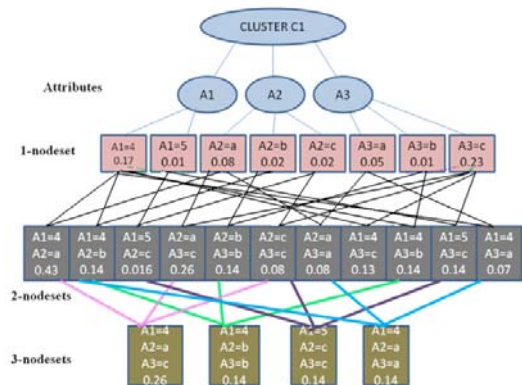 CLUSTER C1
Attributes
A1 A2 A3
1-nodeset
A1=4 A1=5 A2=a A2=b A2=c A3=a A3=b A3=c
0.17 0.01 0.08 0.02 0.02 0.05 0.01 0.23
A1=4 A1=4 A1=5 A2=a A2=b A2=c A2=a A1=4 A1=4 A1=5 A1=4
A2=a A2=b A2=c A3=c A3=b A3=c A3=a A3=c A3=b A3=c A3=a
0.43 0.14 0.016 0.26 0.14 0.08 0.08 0.13 0.14 0.14 0.07
2-nodesets
3-nodesets
A1=4 A1=4 A1=5 A1=4
A2=a A2=b A2=c A2=a
A3=c A3=b A3=c A3=a
0.26 0.14 0.14 0.14